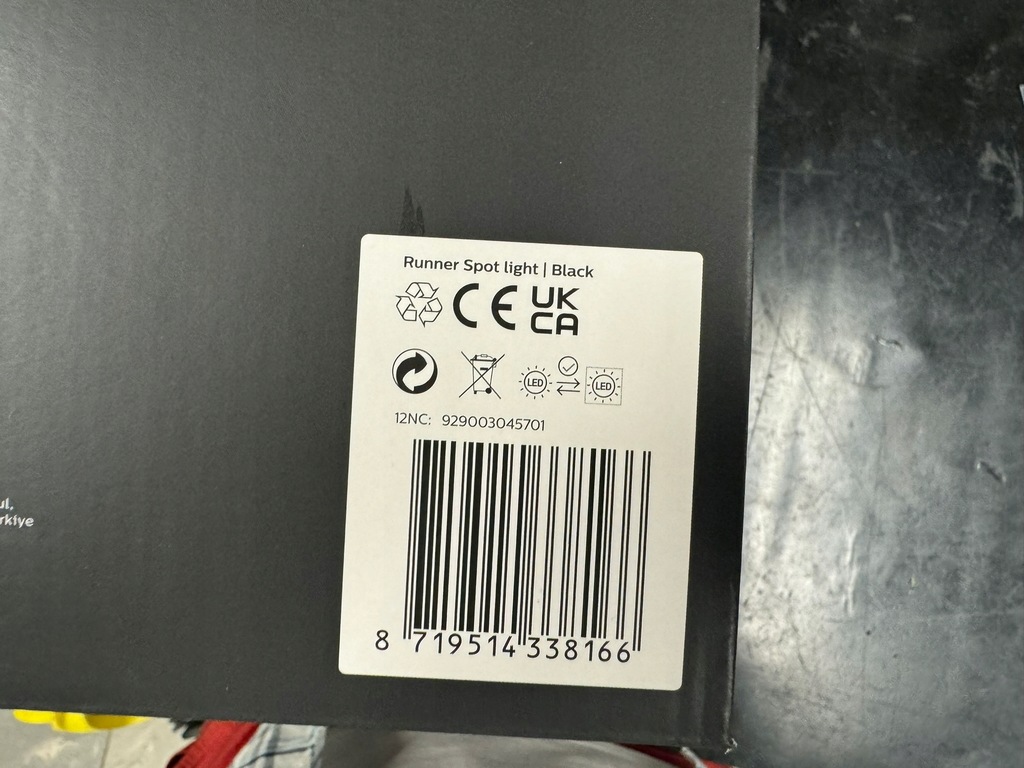 Runner Spot light | Black
CE UK
CA
LED LED
12NC: 929003045701
ul,
rkiye
8 719514 338166